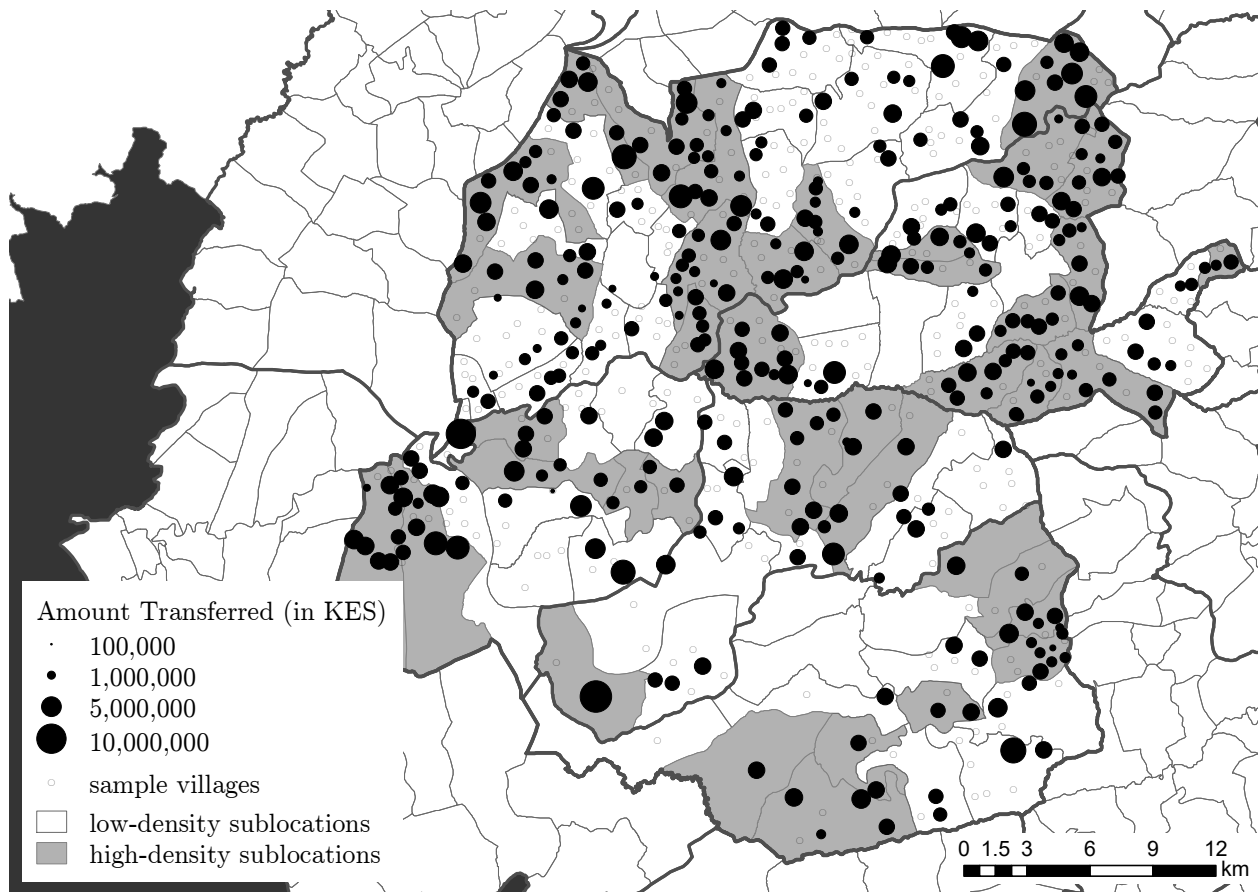 Amount Transferred (in KES)
100,000
1,000,000
5,000,000
10,000,000
sample villages
low-density sublocations
high-density sublocations
0 1.5 3 6 9 12
km